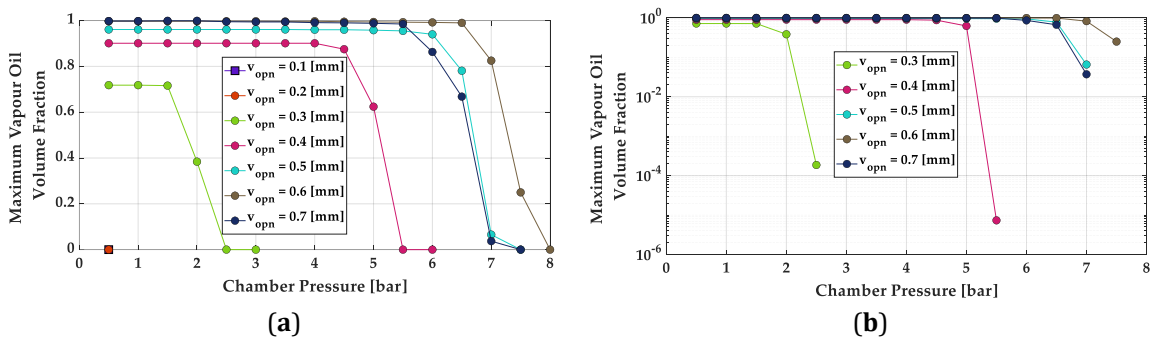 Maximum Vapour Oil
Volume Fraction
1
0.8
0.6
0.4
0.2
0
v_opn = 0.1 [mm]
v_opn = 0.2 [mm]
v_opn = 0.3 [mm]
v_opn = 0.4 [mm]
v_opn = 0.5 [mm]
v_opn = 0.6 [mm]
v_opn = 0.7 [mm]
0 1 2 3 4 5 6 7 8
Chamber Pressure [bar]
(a)
Maximum Vapour Oil
Volume Fraction
10^0
10^-2
10^-4
10^-6
v_opn = 0.3 [mm]
v_opn = 0.4 [mm]
v_opn = 0.5 [mm]
v_opn = 0.6 [mm]
v_opn = 0.7 [mm]
0 1 2 3 4 5 6 7 8
Chamber Pressure [bar]
(b)